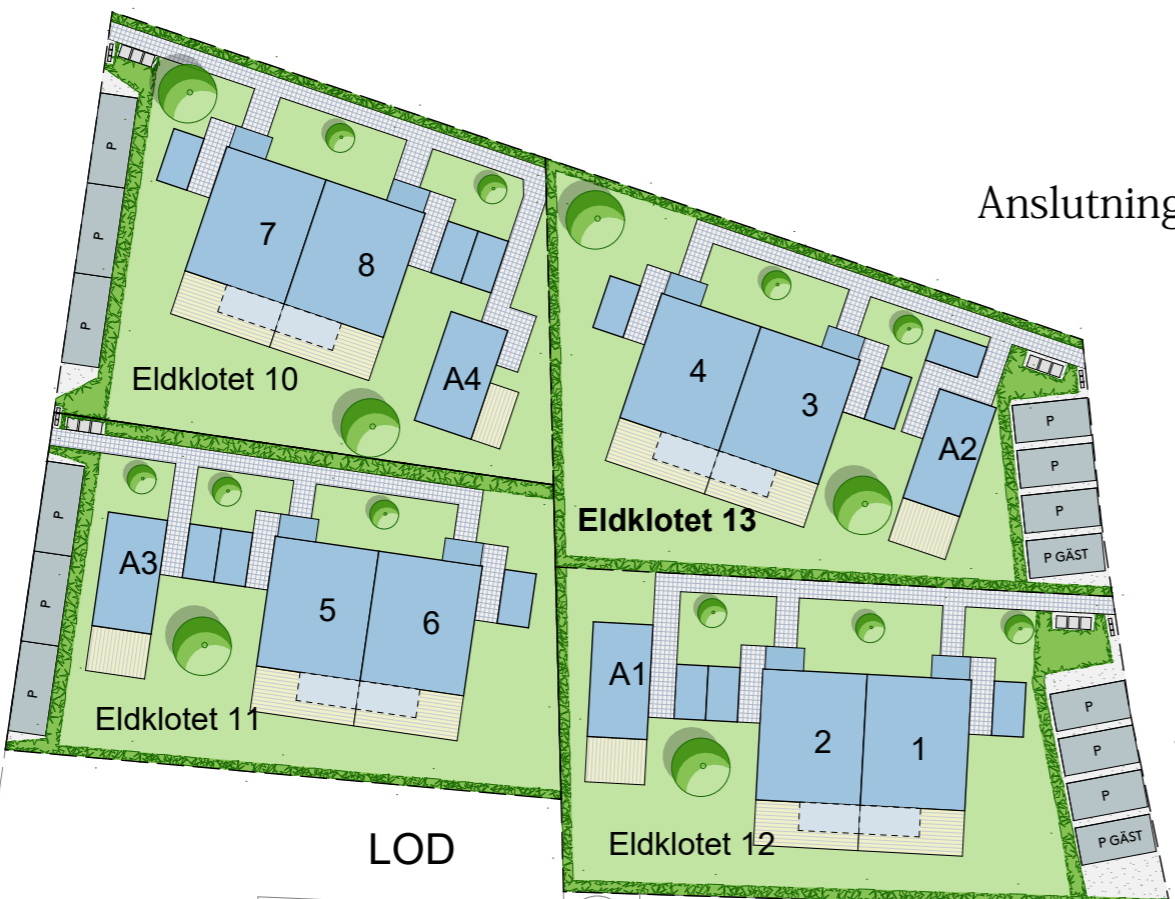 P
P
P
7
8
A4
Eldklotet 10
Anslutning
4
3
A2
Eldklotet 13
P
P
P
P GÄST
P
P
P
A3
5
6
Eldklotet 11
A1
2
1
Eldklotet 12
P
P
P
P GÄST
LOD